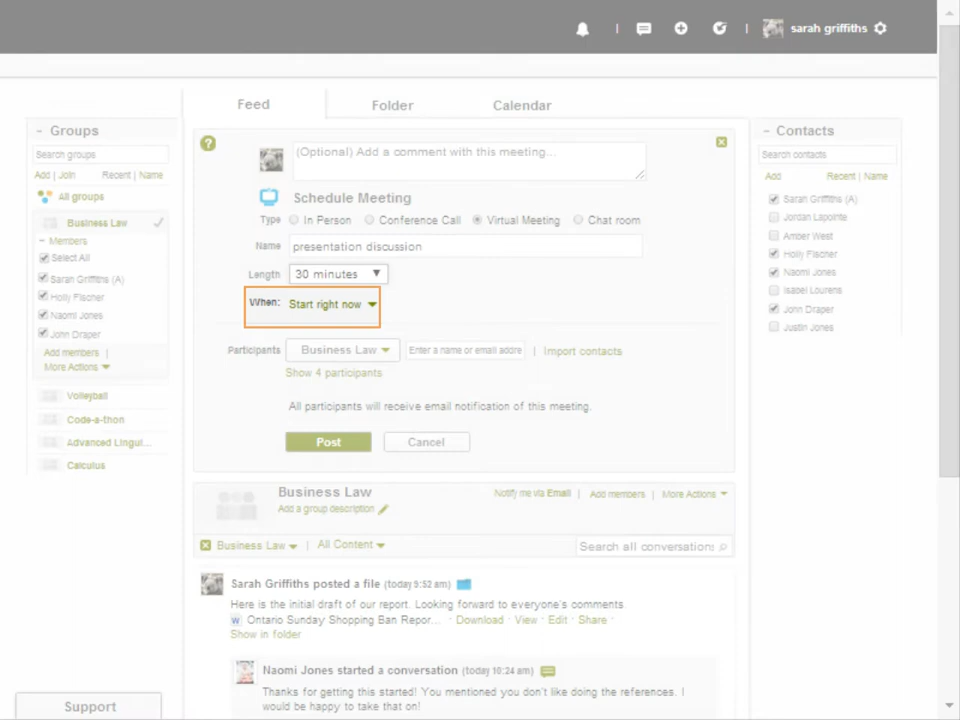 sarah griffiths
Feed
Folder
Calendar
Groups
Search groups
Add | Join
Recent | Name
All groups
Business Law
Members
Select All
Sarah Griffiths (A)
Holly Fischer
Naomi Jones
John Draper
Add members |
More Actions
Volleyball
Code-a-thon
Advanced Lingui...
Calculus
Support
(Optional) Add a comment with this meeting...
Schedule Meeting
Type In Person Conference Call Virtual Meeting Chat room
Name presentation discussion
Length 30 minutes
When: Start right now
Participants Business Law Enter a name or email addre | Import contacts
Show 4 participants
All participants will receive email notification of this meeting.
Post Cancel
Business Law
Notify me via Email | Add members | More Actions
Add a group description
Business Law | All Content
Search all conversations
Sarah Griffiths posted a file (today 9:52 am)
Here is the initial draft of our report. Looking forward to everyone's comments
Ontario Sunday Shopping Ban Repor... · Download · View · Edit · Share ·
Show in folder
Naomi Jones started a conversation (today 10:24 am)
Thanks for getting this started! You mentioned you don't like doing the references. I
would be happy to take that on!
Contacts
Search contacts
Add
Recent | Name
Sarah Griffiths (A)
Jordan Lapointe
Amber West
Holly Fischer
Naomi Jones
Isabel Lourens
John Draper
Justin Jones